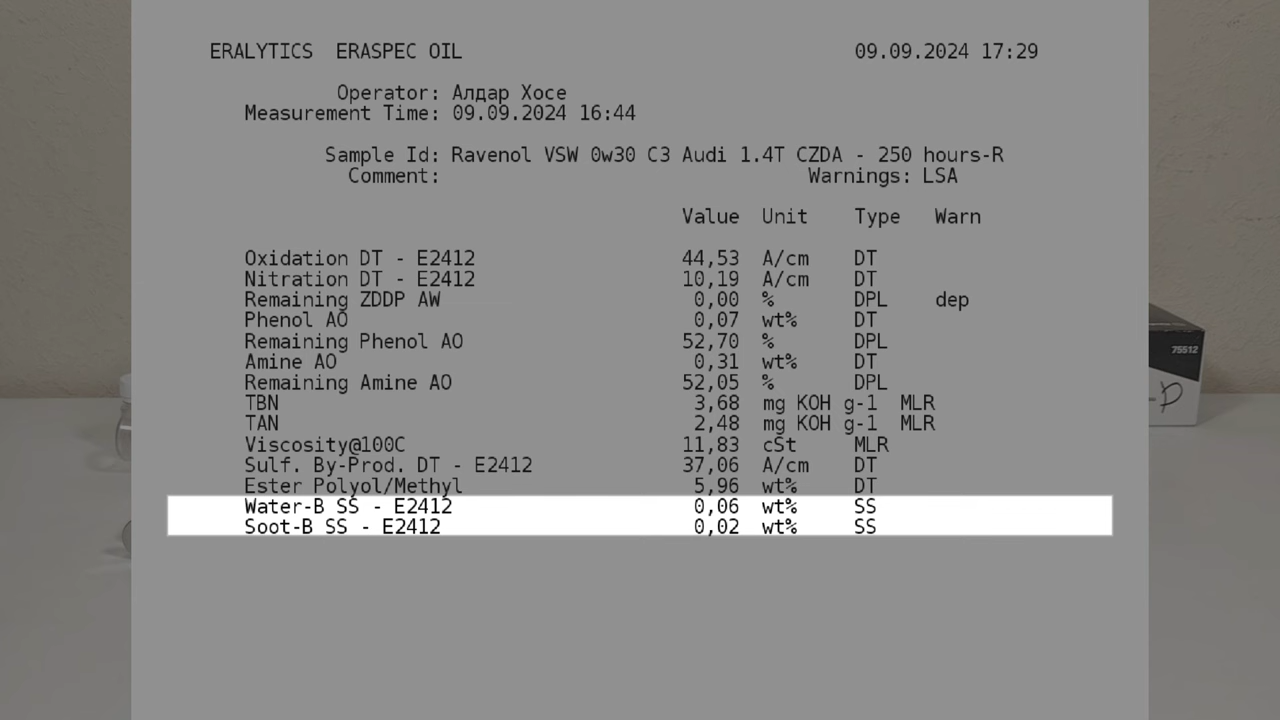 ERALYTICS ERASPEC OIL 09.09.2024 17:29
Operator: Алдар Хосе
Measurement Time: 09.09.2024 16:44
Sample Id: Ravenol VSW 0w30 C3 Audi 1.4T CZDA - 250 hours-R
Comment: Warnings: LSA
Value Unit Type Warn
Oxidation DT - E2412 44,53 A/cm DT
Nitration DT - E2412 10,19 A/cm DT
Remaining ZDDP AW 0,00 % DPL dep
Phenol AO 0,07 wt% DT
Remaining Phenol AO 52,70 % DPL
Amine AO 0,31 wt% DT
Remaining Amine AO 52,05 % DPL
TBN 3,68 mg KOH g-1 MLR
TAN 2,48 mg KOH g-1 MLR
Viscosity@100C 11,83 cSt MLR
Sulf. By-Prod. DT - E2412 37,06 A/cm DT
Ester Polyol/Methyl 5,96 wt% DT
Water-B SS - E2412 0,06 wt% SS
Soot-B SS - E2412 0,02 wt% SS
75512
-P